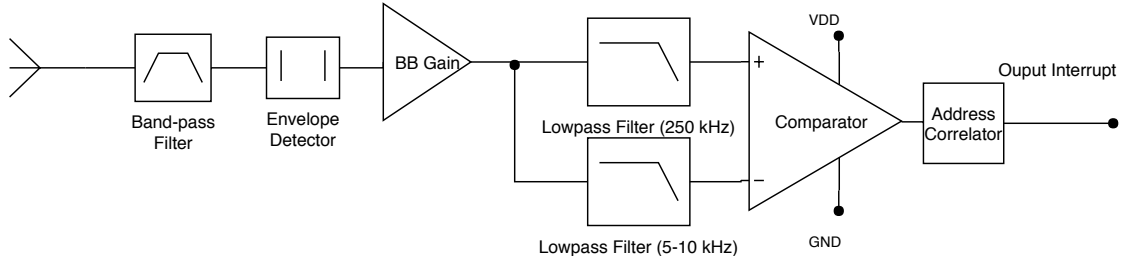 Band-pass
Filter
Envelope
Detector
BB Gain
Lowpass Filter (250 kHz)
Lowpass Filter (5-10 kHz)
+
−
Comparator
VDD
GND
Address
Correlator
Ouput Interrupt